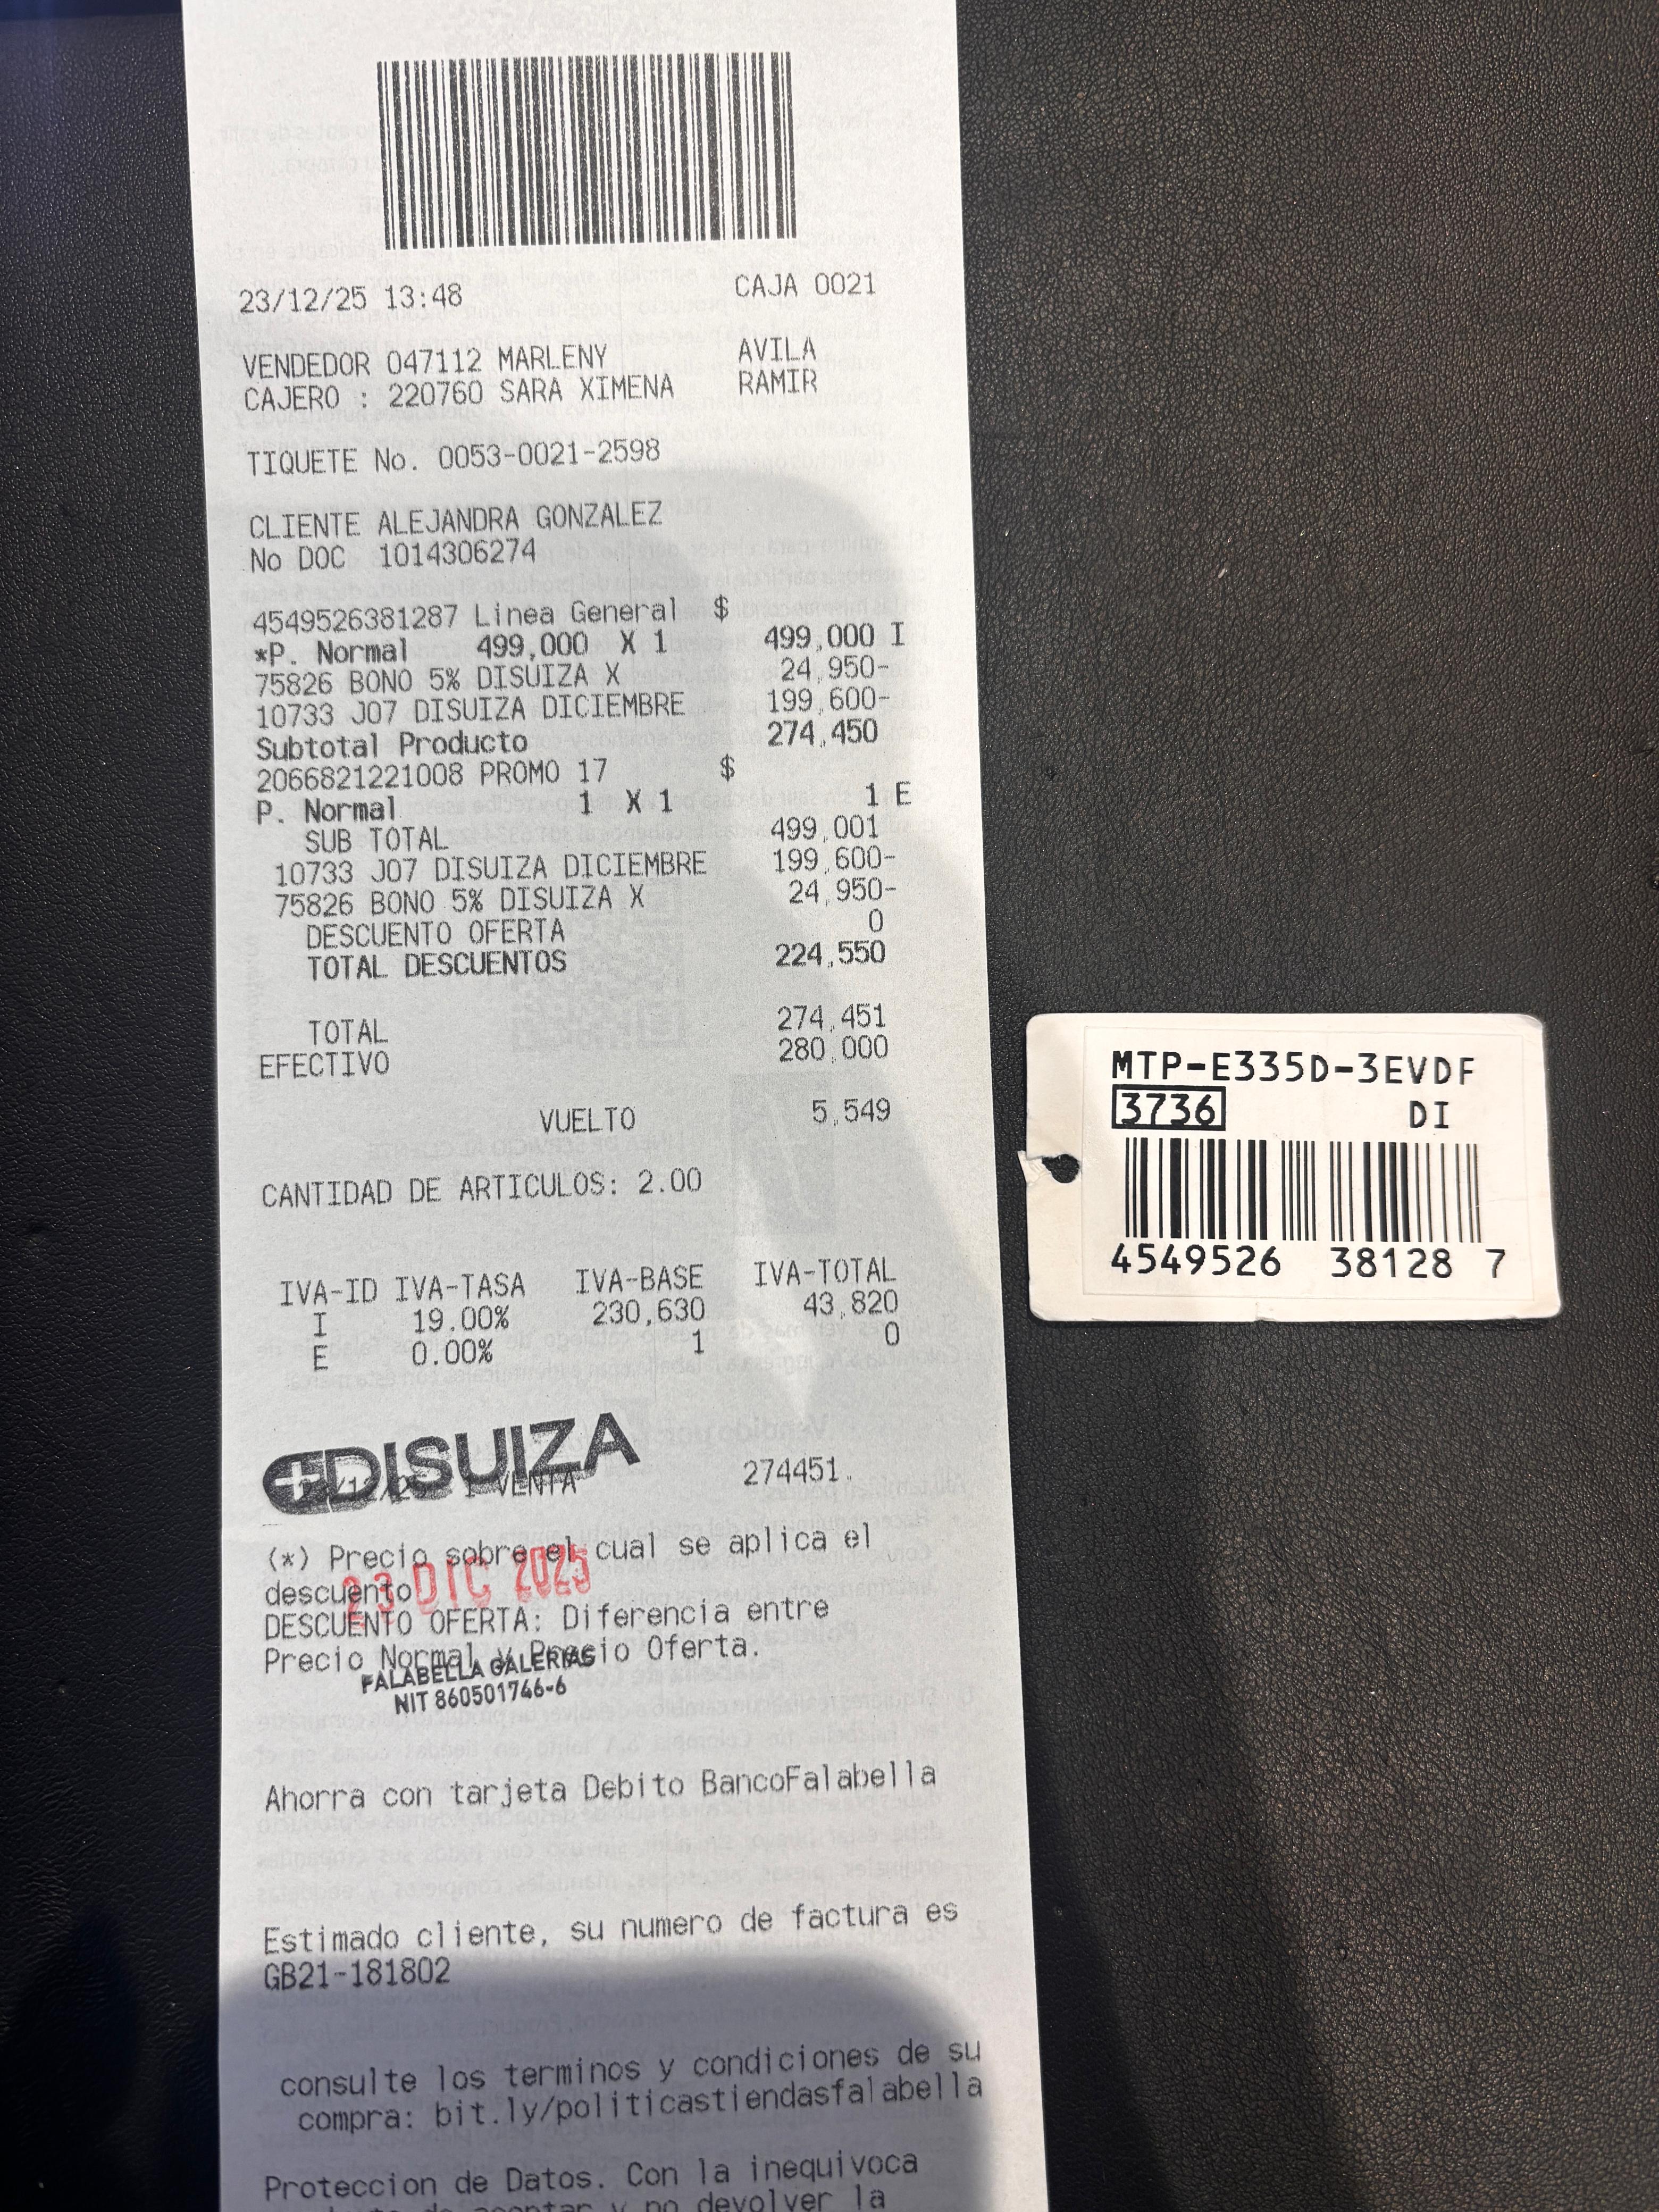 23/12/25 13:48 CAJA 0021
VENDEDOR 047112 MARLENY AVILA
CAJERO : 220760 SARA XIMENA RAMIR
TIQUETE No. 0053-0021-2598
CLIENTE ALEJANDRA GONZALEZ
No DOC 1014306274
4549526381287 Linea General $
*P. Normal 499,000 X 1 499,000 I
75826 BONO 5% DISUIZA X 24,950-
10733 J07 DISUIZA DICIEMBRE 199,600-
Subtotal Producto 274,450
2066821221008 PROMO 17 $
P. Normal 1 X 1 1 E
SUB TOTAL 499,001
10733 J07 DISUIZA DICIEMBRE 199,600-
75826 BONO 5% DISUIZA X 24,950-
DESCUENTO OFERTA 0
TOTAL DESCUENTOS 224,550
TOTAL 274,451
EFECTIVO 280,000
VUELTO 5,549
CANTIDAD DE ARTICULOS: 2.00
IVA-ID IVA-TASA IVA-BASE IVA-TOTAL
I 19.00% 230,630 43,820
E 0.00% 1 0
DISUIZA
VENTA 274451.
(*) Precio sobre el cual se aplica el
descuento
23 DIC 2025
DESCUENTO OFERTA: Diferencia entre
Precio Normal y Precio Oferta.
FALABELLA GALERIAS
NIT 860501746-6
Ahorra con tarjeta Debito BancoFalabella
Estimado cliente, su numero de factura es
GB21-181802
consulte los terminos y condiciones de su
compra: bit.ly/politicastiendasfalabella
Proteccion de Datos. Con la inequivoca
de aceptar y no devolver la
MTP-E335D-3EVDF
3736 DI
4549526 38128 7